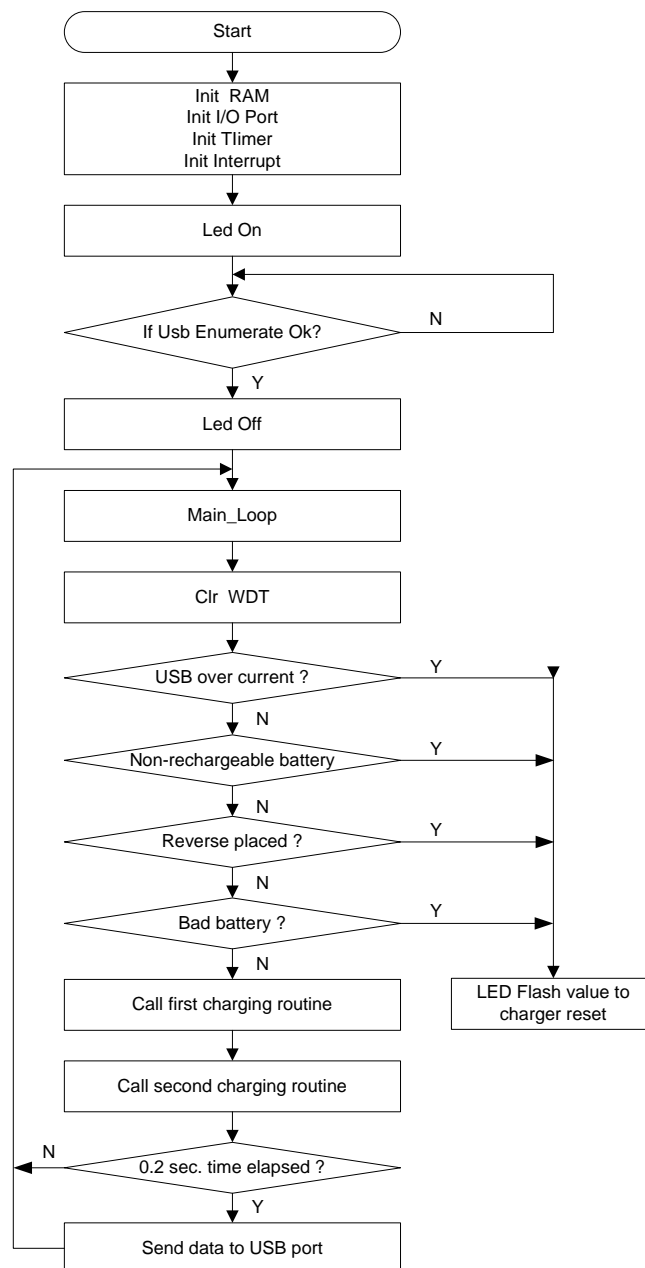 Start
Init RAM
Init I/O Port
Init TIimer
Init Interrupt
Led On
If Usb Enumerate Ok?
N
Y
Led Off
Main_Loop
Clr WDT
USB over current ?
Y
N
Non-rechargeable battery
Y
N
Reverse placed ?
Y
N
Bad battery ?
Y
N
Call first charging routine
LED Flash value to
charger reset
Call second charging routine
N
0.2 sec. time elapsed ?
Y
Send data to USB port